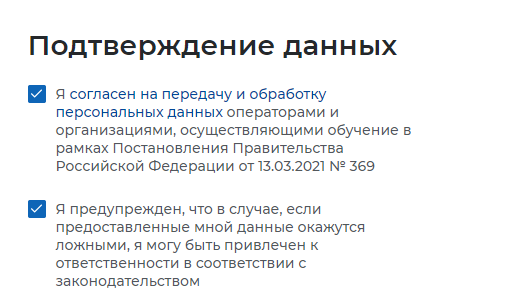 Подтверждение данных
Я согласен на передачу и обработку
персональных данных операторами и
организациями, осуществляющими обучение в
рамках Постановления Правительства
Российской Федерации от 13.03.2021 № 369
Я предупрежден, что в случае, если
предоставленные мной данные окажутся
ложными, я могу быть привлечен к
ответственности в соответствии с
законодательством